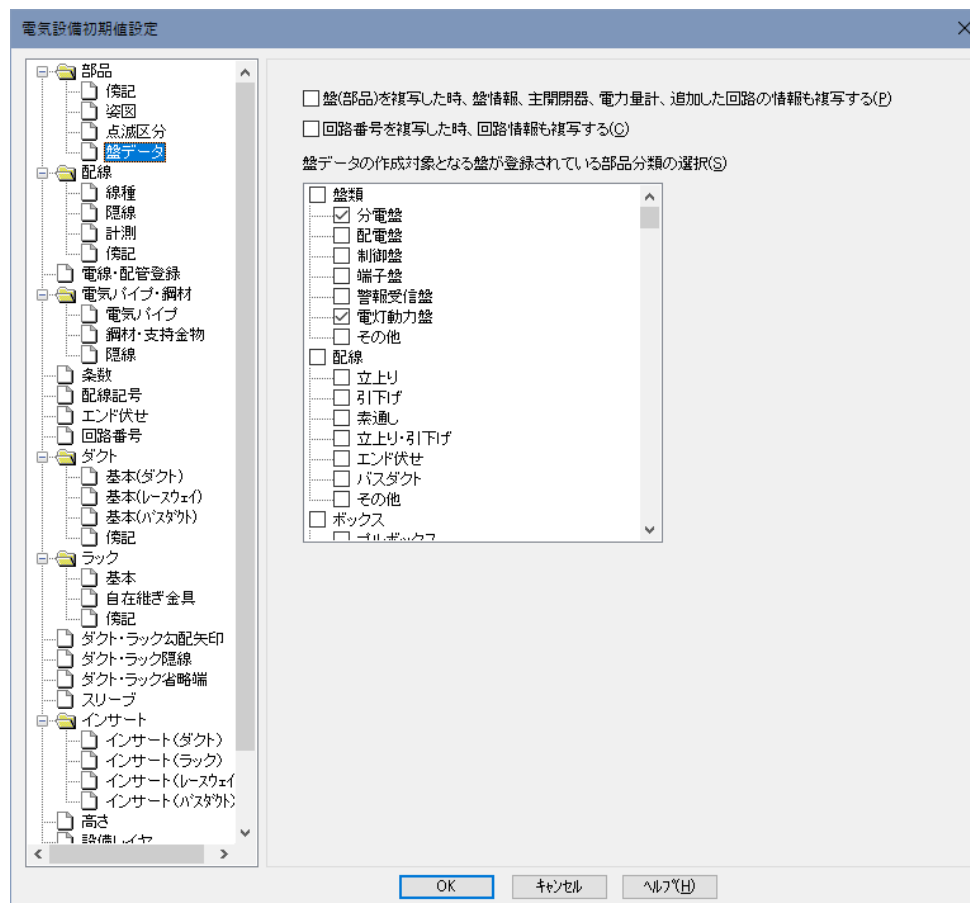 電気設備初期値設定
部品
傍記
姿図
点滅区分
盤データ
配線
線種
隠線
計測
傍記
電線・配管登録
電気パイプ・鋼材
電気パイプ
鋼材・支持金物
隠線
条数
配線記号
エンド伏せ
回路番号
ダクト
基本(ダクト)
基本(レースウェイ)
基本(バスダクト)
傍記
ラック
基本
自在継ぎ金具
傍記
ダクト・ラック勾配矢印
ダクト・ラック隠線
ダクト・ラック省略端
スリーブ
インサート
インサート(ダクト)
インサート(ラック)
インサート(レースウェイ
インサート(バスダクト)
高さ
設備レイヤ
盤(部品)を複写した時、盤情報、主開閉器、電力量計、追加した回路の情報も複写する(P)
回路番号を複写した時、回路情報も複写する(C)
盤データの作成対象となる盤が登録されている部品分類の選択(S)
盤類
分電盤
配電盤
制御盤
端子盤
警報受信盤
電灯動力盤
その他
配線
立上り
引下げ
素通し
立上り・引下げ
エンド伏せ
バスダクト
その他
ボックス
プルボックス
OK
キャンセル
ヘルプ(H)